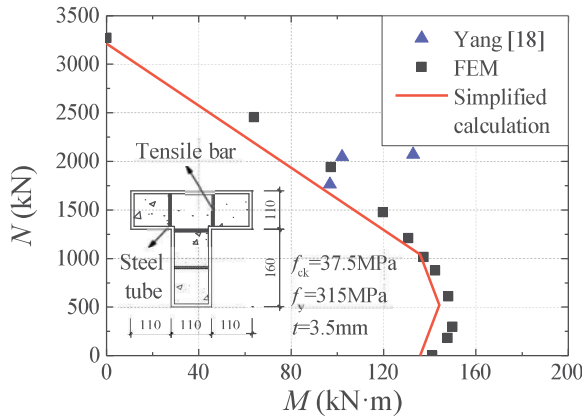 3500
3000
2500
2000
1500
1000
500
0
N (kN)
0
40
80
120
160
200
M (kN·m)
Yang [18]
FEM
Simplified
calculation
Tensile bar
Steel
tube
110
160
110
110
110
fck=37.5MPa
fy=315MPa
t=3.5mm